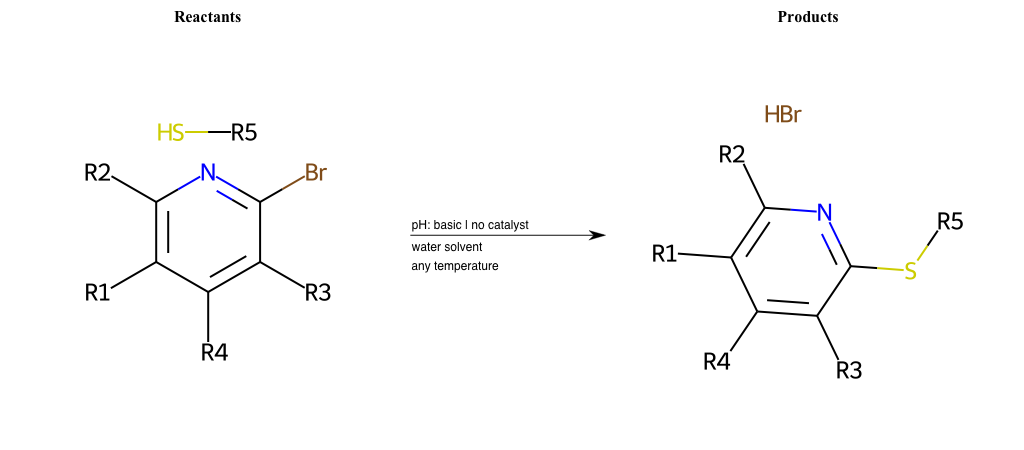 Reactants
Products
HS R5
R2 N Br
R1 R3
R4
pH: basic | no catalyst
water solvent
any temperature
HBr
R2
N R5
R1 S
R4 R3